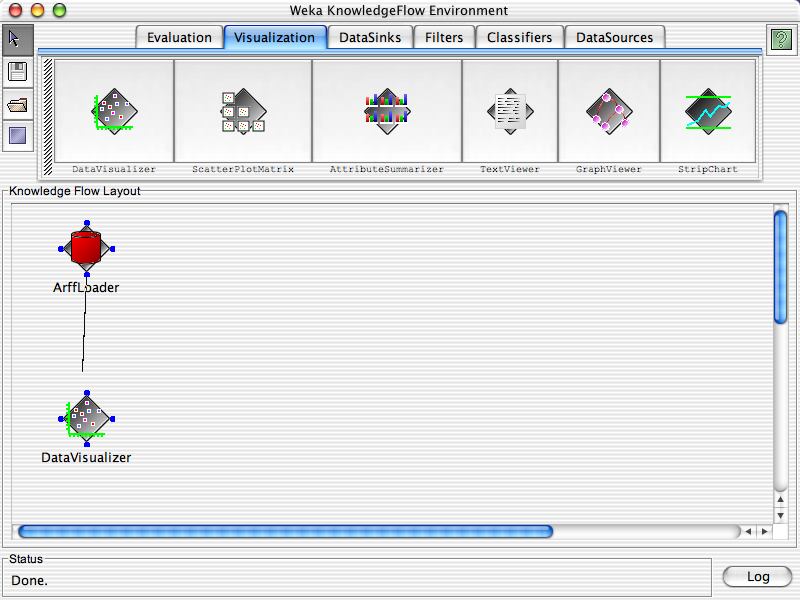 Weka KnowledgeFlow Environment
Evaluation Visualization DataSinks Filters Classifiers DataSources
?
DataVisualizer ScatterPlotMatrix AttributeSummarizer TextViewer GraphViewer StripChart
Knowledge Flow Layout
ArffLoader
DataVisualizer
Status
Done.
Log